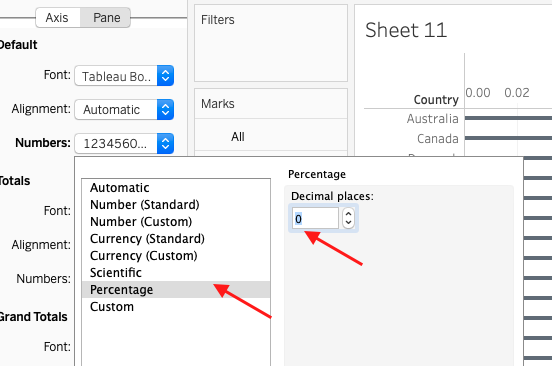 Axis Pane
Default
Font: Tableau Bo..
Alignment: Automatic
Numbers: 1234560...
Totals
Font:
Alignment:
Numbers:
Grand Totals
Font:
Automatic
Number (Standard)
Number (Custom)
Currency (Standard)
Currency (Custom)
Scientific
Percentage
Custom
Percentage
Decimal places:
0
Filters
Marks
All
Sheet 11
Country
0.00 0.02
Australia
Canada